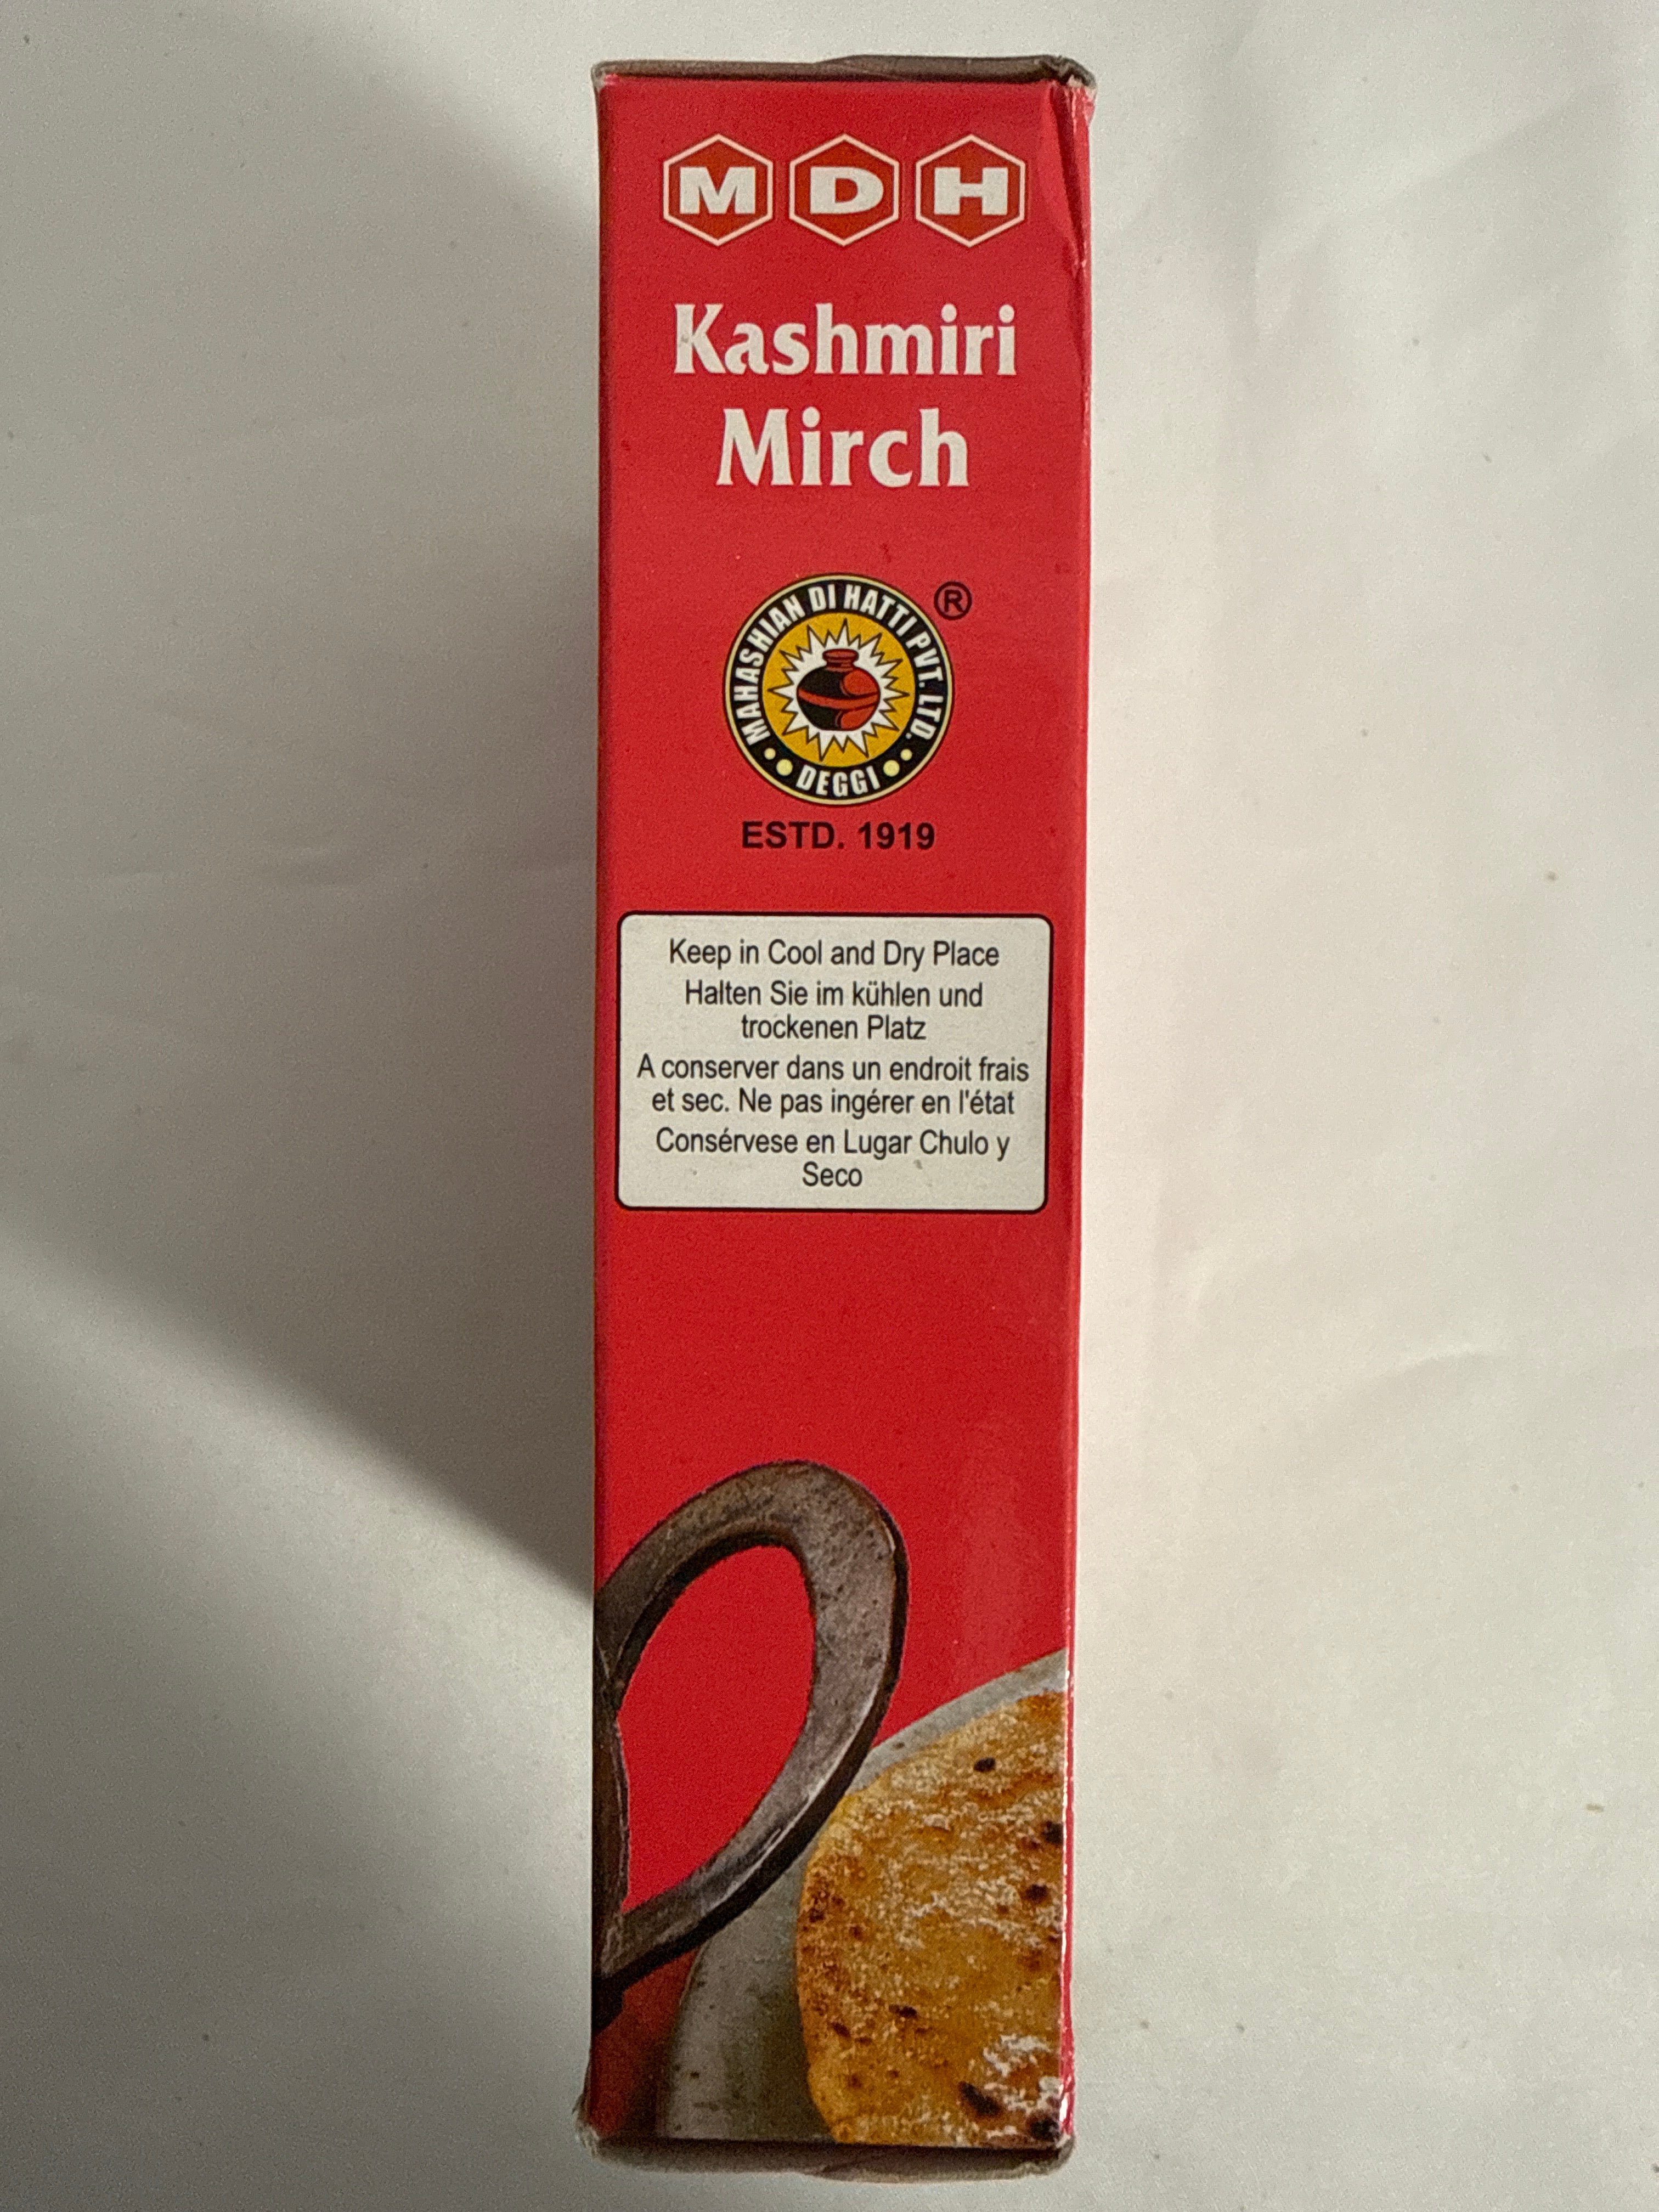 MDH
Kashmiri
Mirch
MAHASHIAN DI HATTI PVT. LTD.
®
DEGGI
ESTD. 1919
Keep in Cool and Dry Place
Halten Sie im kühlen und
trockenen Platz
A conserver dans un endroit frais
et sec. Ne pas ingérer en l'état
Consérvese en Lugar Chulo y
Seco